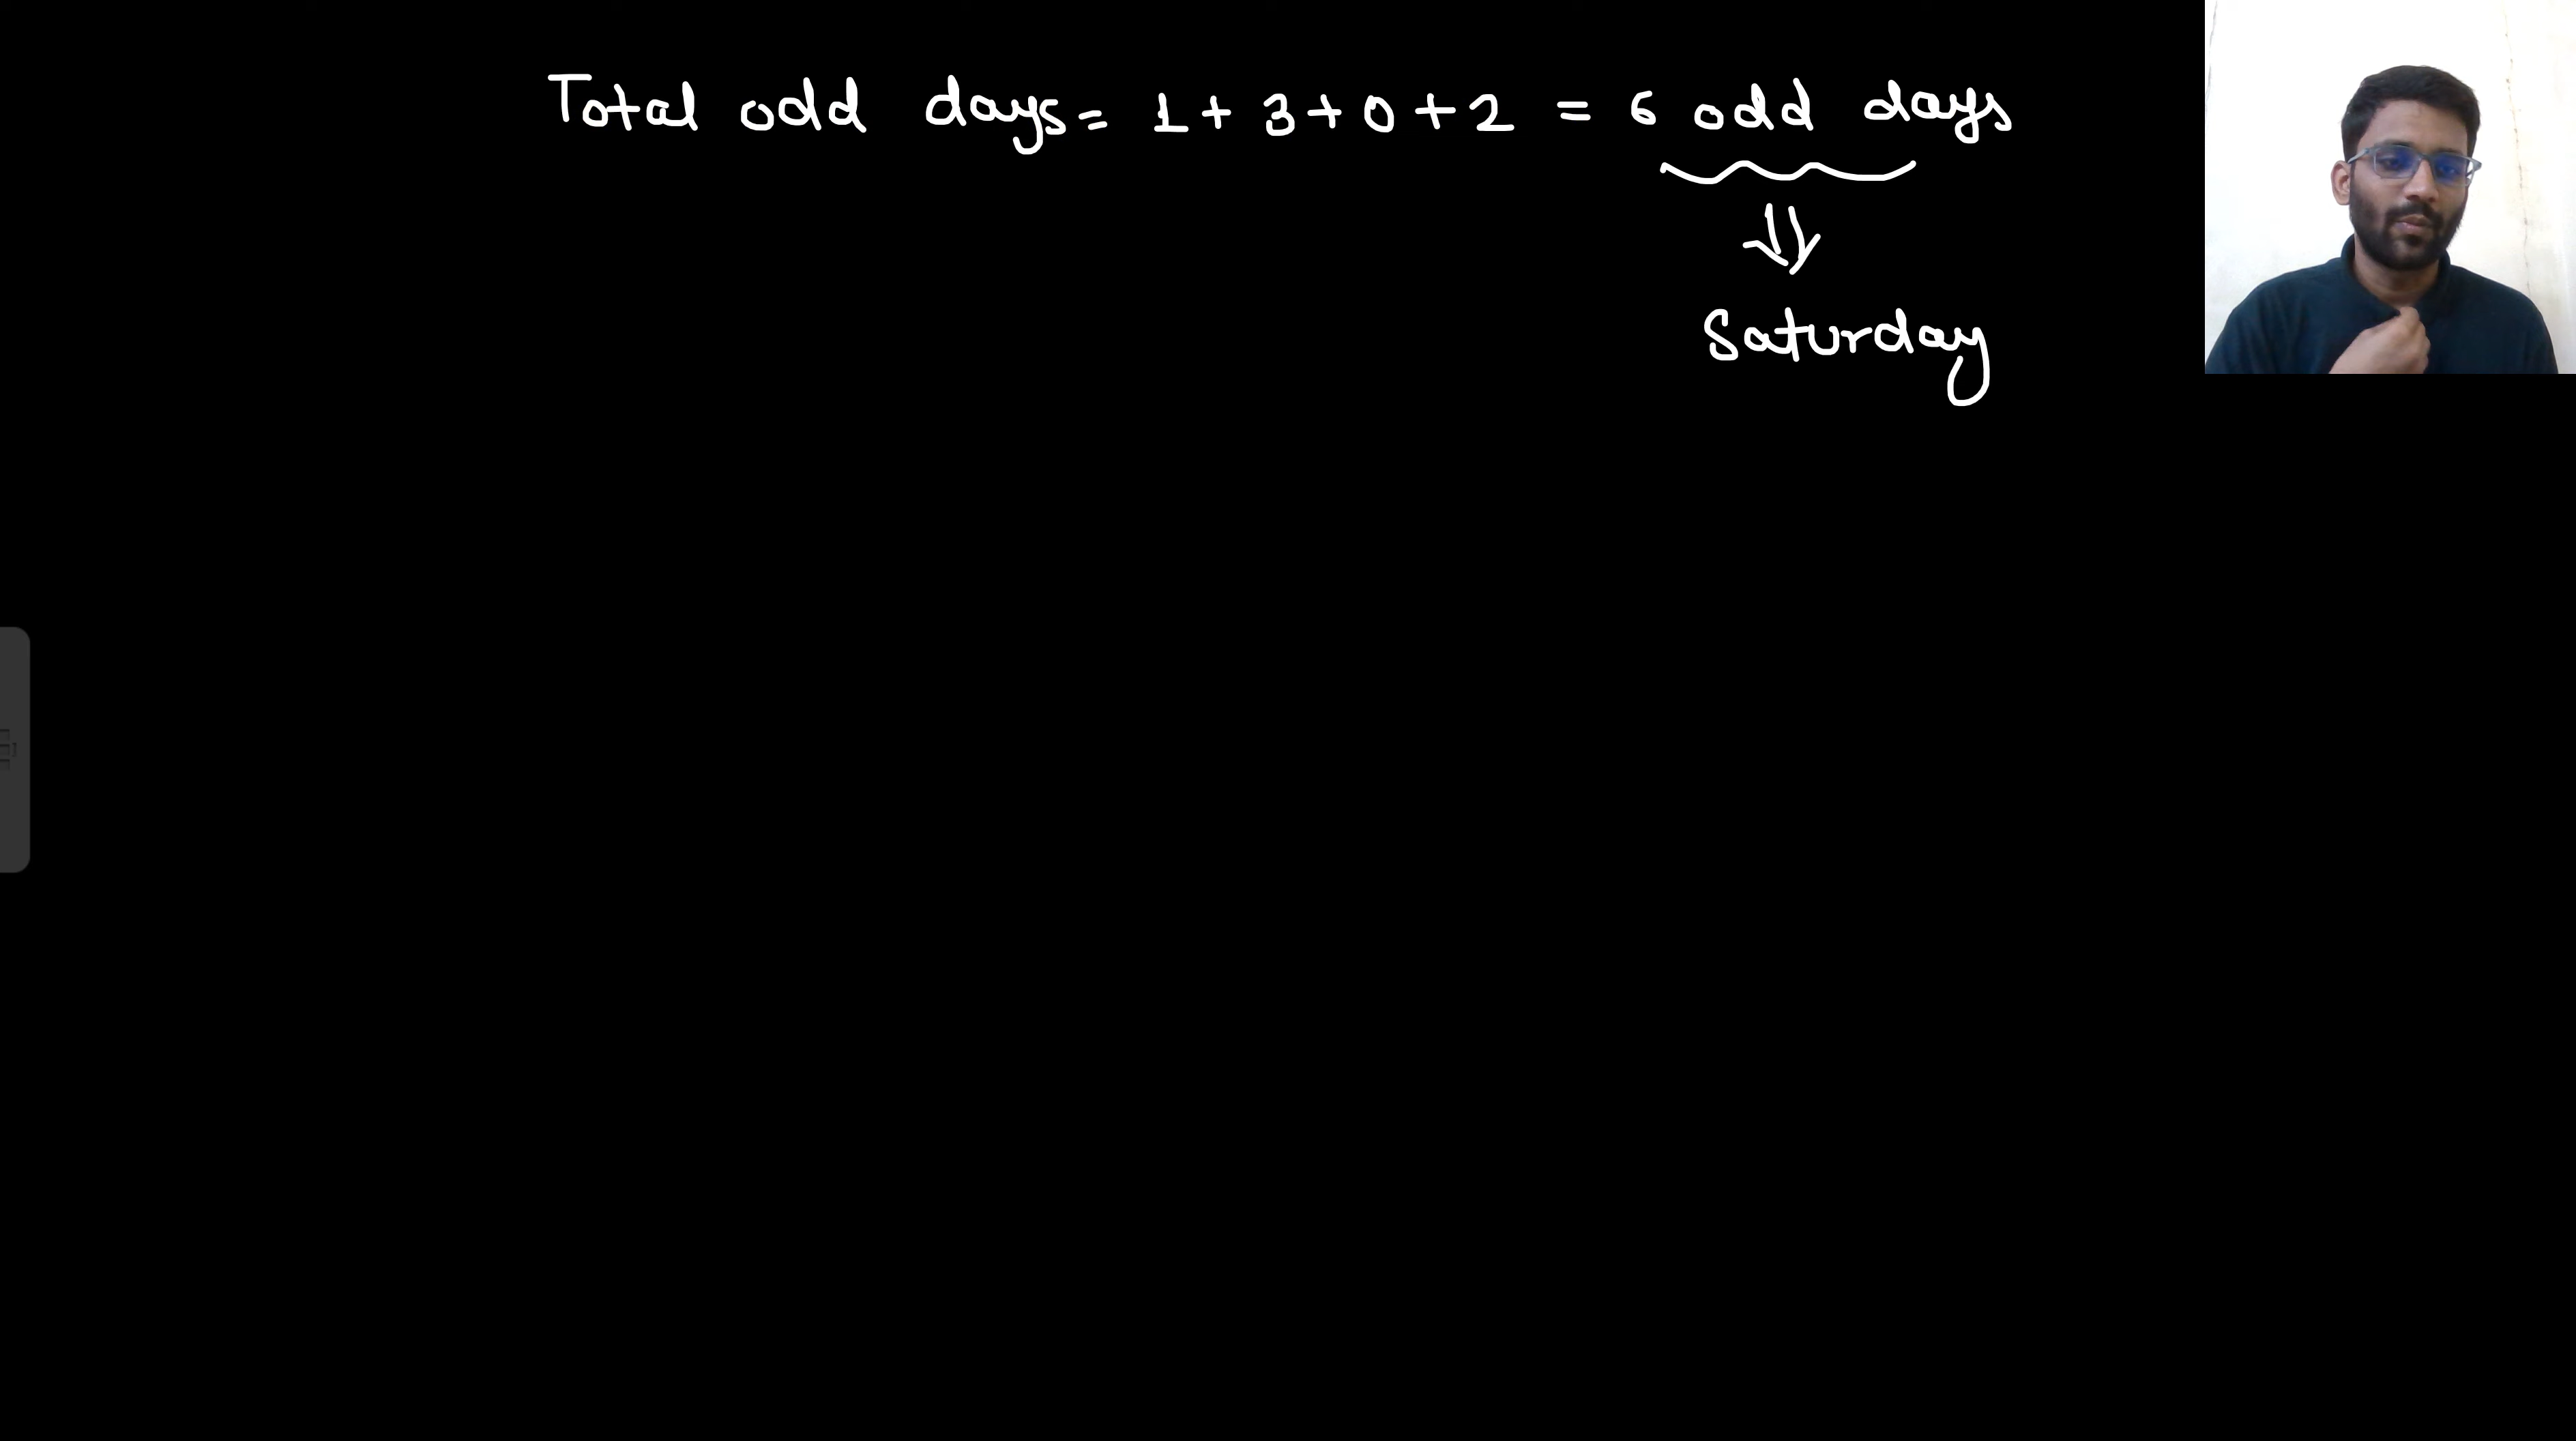 Total odd days = 1 + 3 + 0 + 2 = 6 odd days
⇓
Saturday